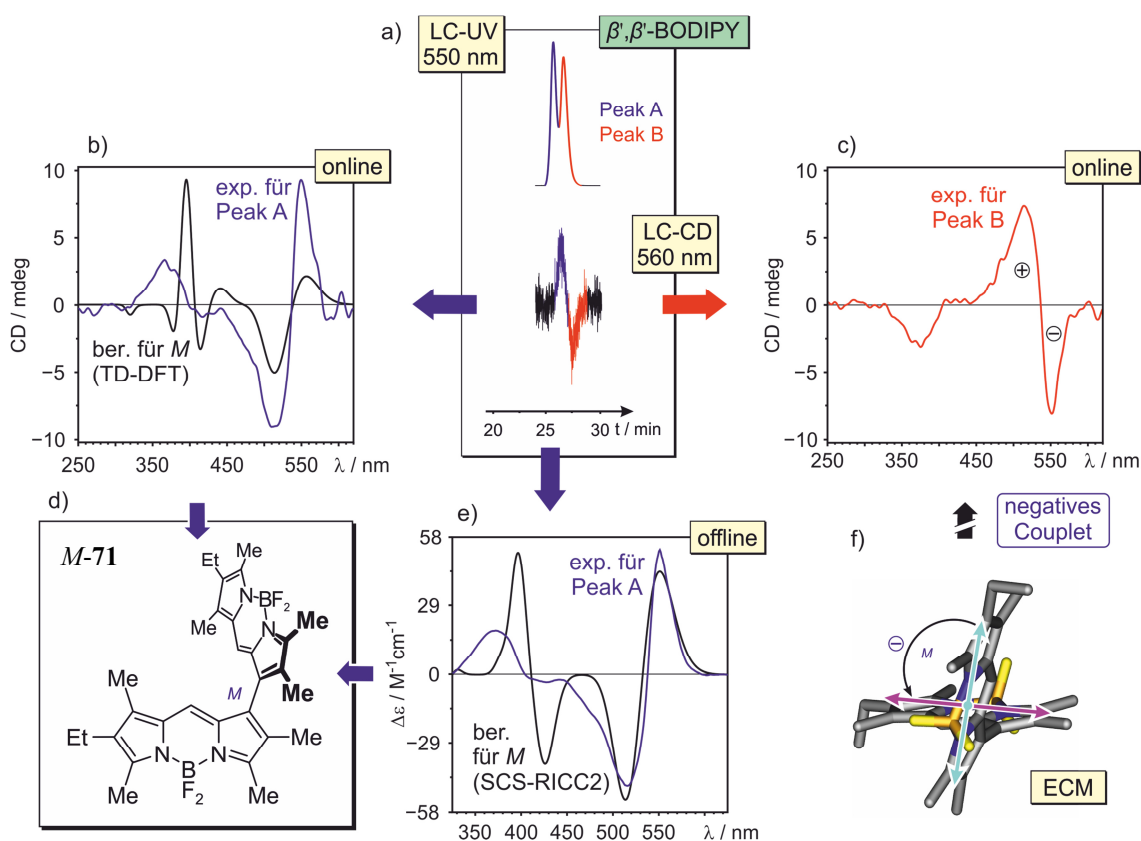 a)
LC-UV
550 nm
β',β'-BODIPY
Peak A
Peak B
LC-CD
560 nm
20 25 30 t / min
b)
online
exp. für
Peak A
ber. für M
(TD-DFT)
CD / mdeg
10
5
0
−5
−10
250 350 450 550 λ / nm
c)
online
exp. für
Peak B
⊕
⊖
CD / mdeg
10
5
0
−5
−10
250 350 450 550 λ / nm
d)
M-71
Et
Me
N
BF2
Me
N
Me
Me
M
Me
Et
Me
N
N
B
F2
Me
Me
Me
e)
offline
exp. für
Peak A
ber.
für M
(SCS-RICC2)
Δε / M-1cm-1
58
29
0
−29
−58
350 400 450 500 550 λ / nm
f)
negatives
Couplet
⊖
M
ECM